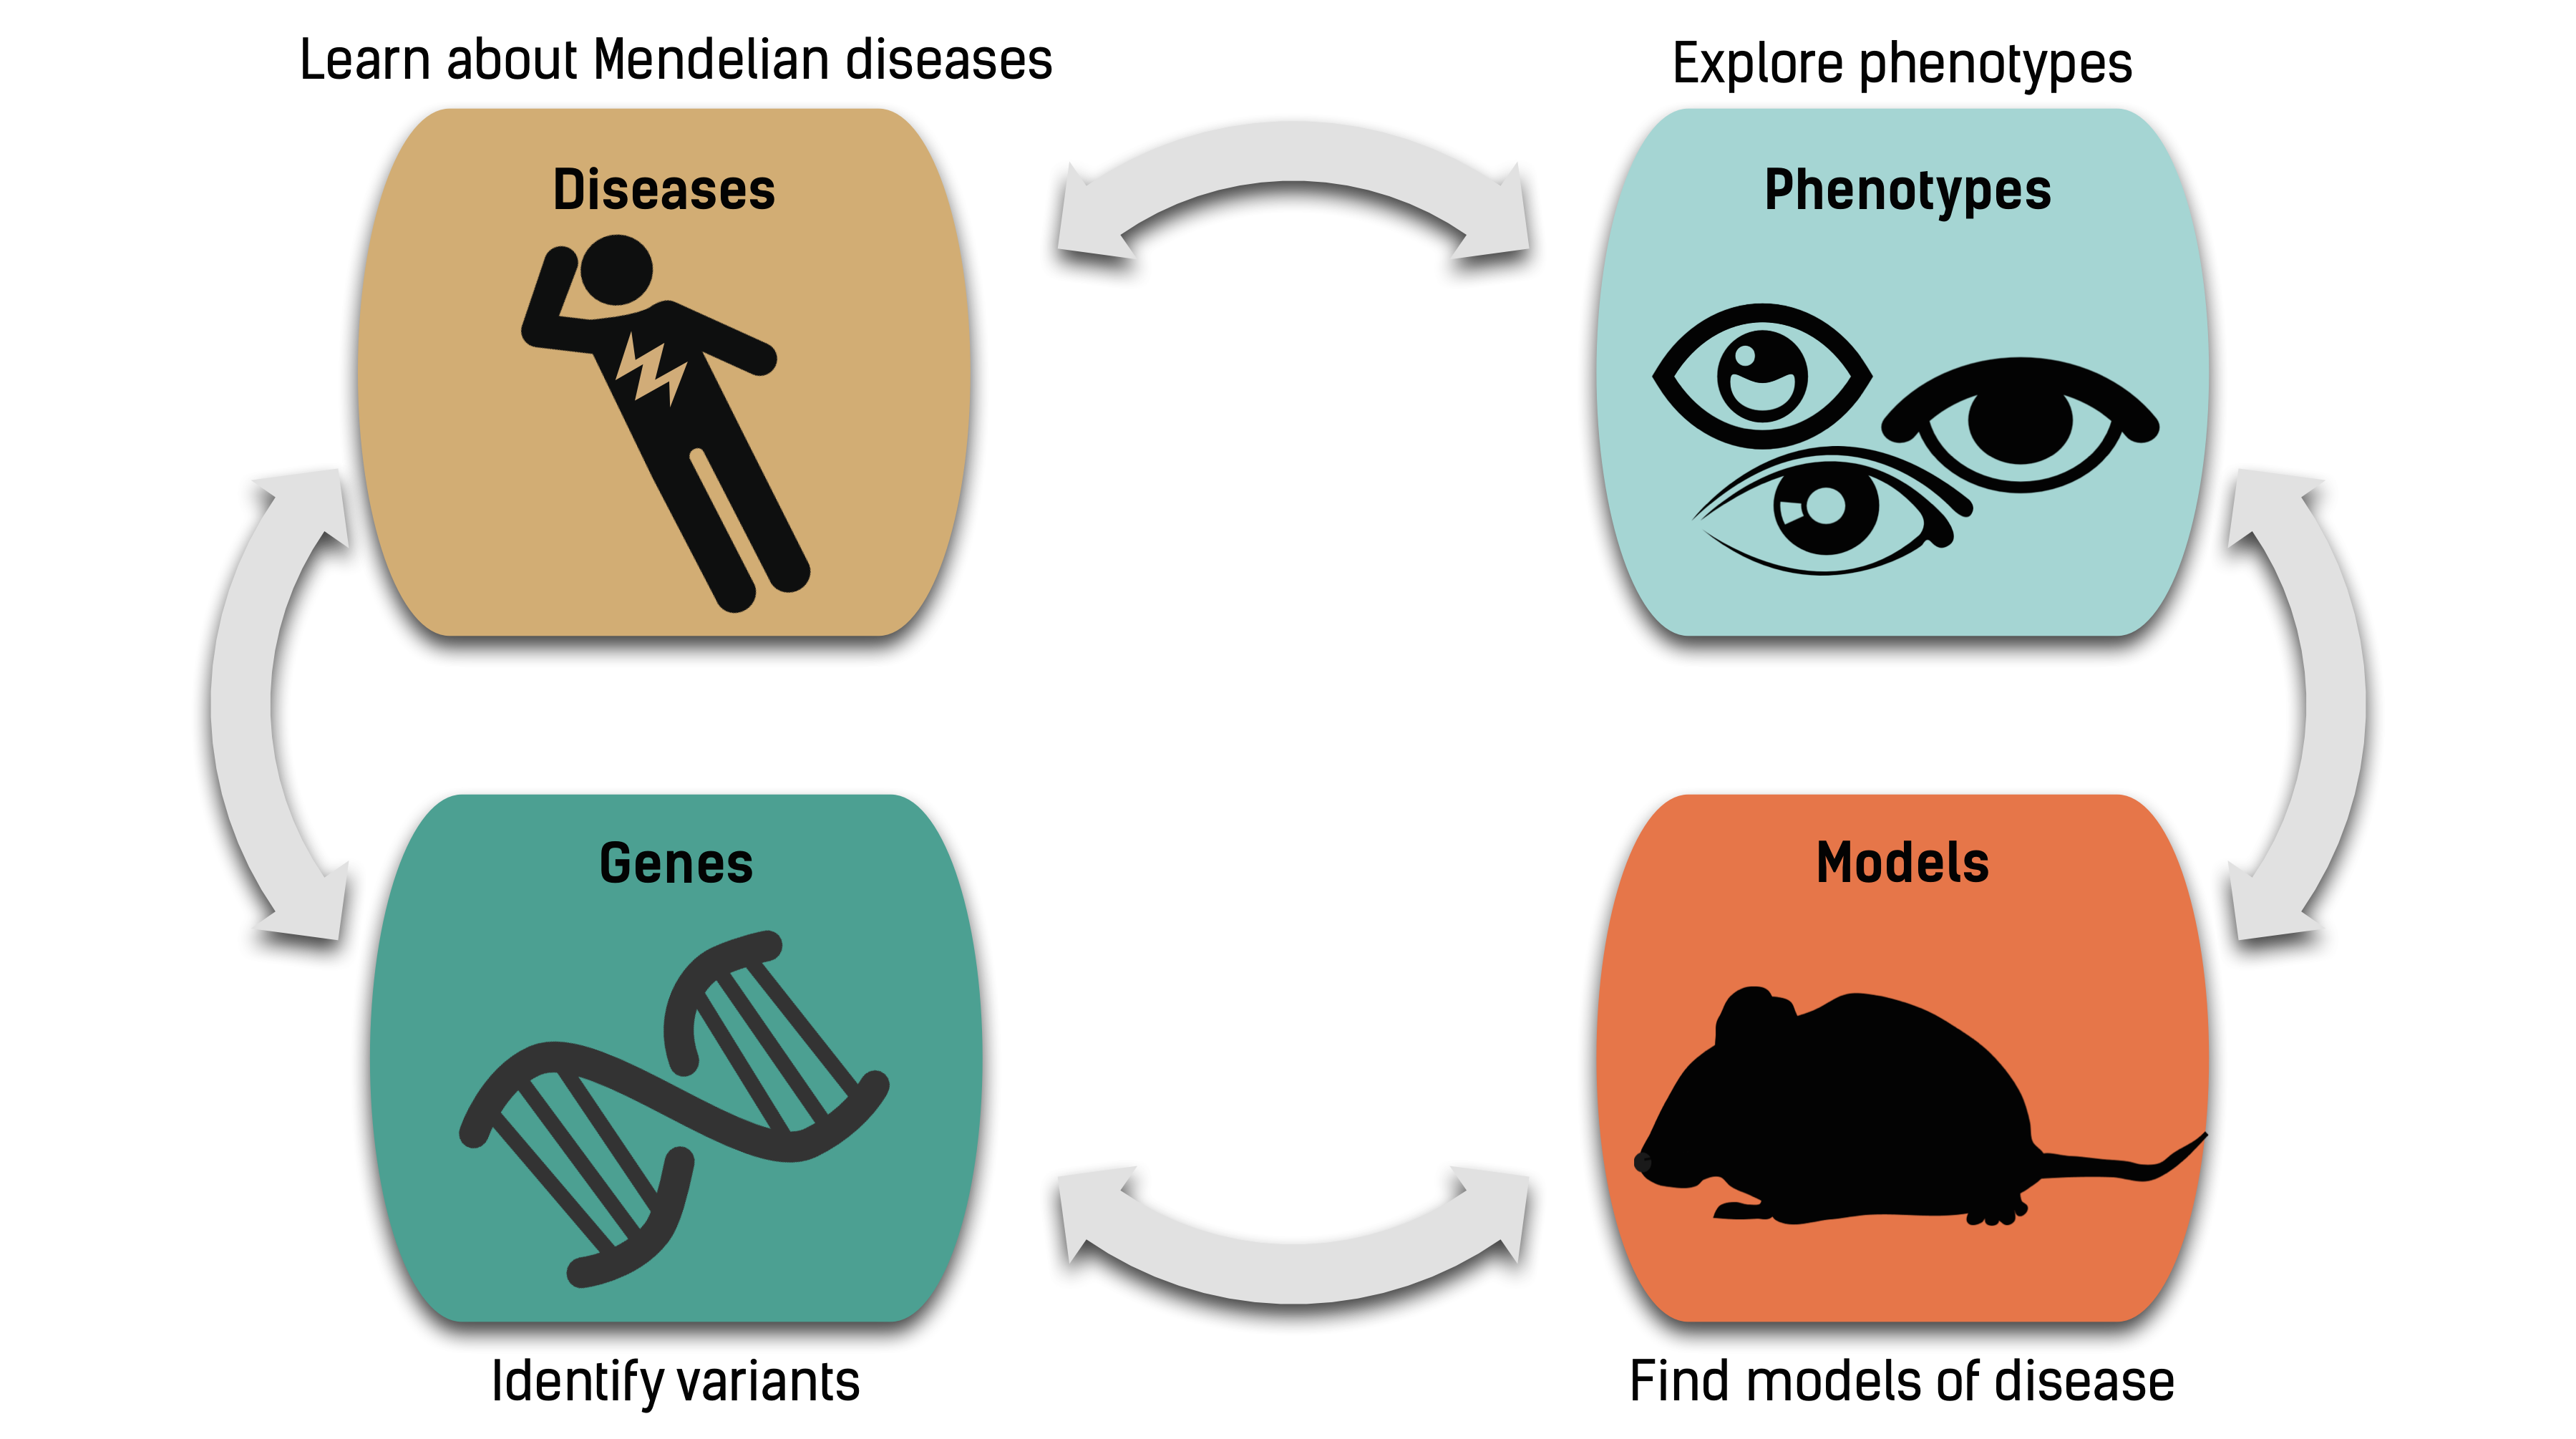 Learn about Mendelian diseases
Explore phenotypes
Diseases
Phenotypes
Genes
Models
Identify variants
Find models of disease